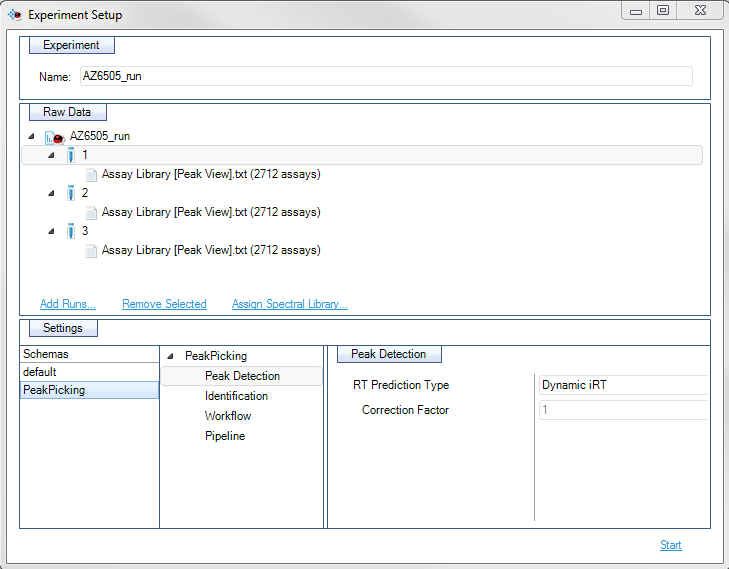 Experiment Setup
Experiment
Name: AZ6505_run
Raw Data
AZ6505_run
1
Assay Library [Peak View].txt (2712 assays)
2
Assay Library [Peak View].txt (2712 assays)
3
Assay Library [Peak View].txt (2712 assays)
Add Runs... Remove Selected Assign Spectral Library...
Settings
Schemas
default
PeakPicking
PeakPicking
Peak Detection
Identification
Workflow
Pipeline
Peak Detection
RT Prediction Type Dynamic iRT
Correction Factor 1
Start